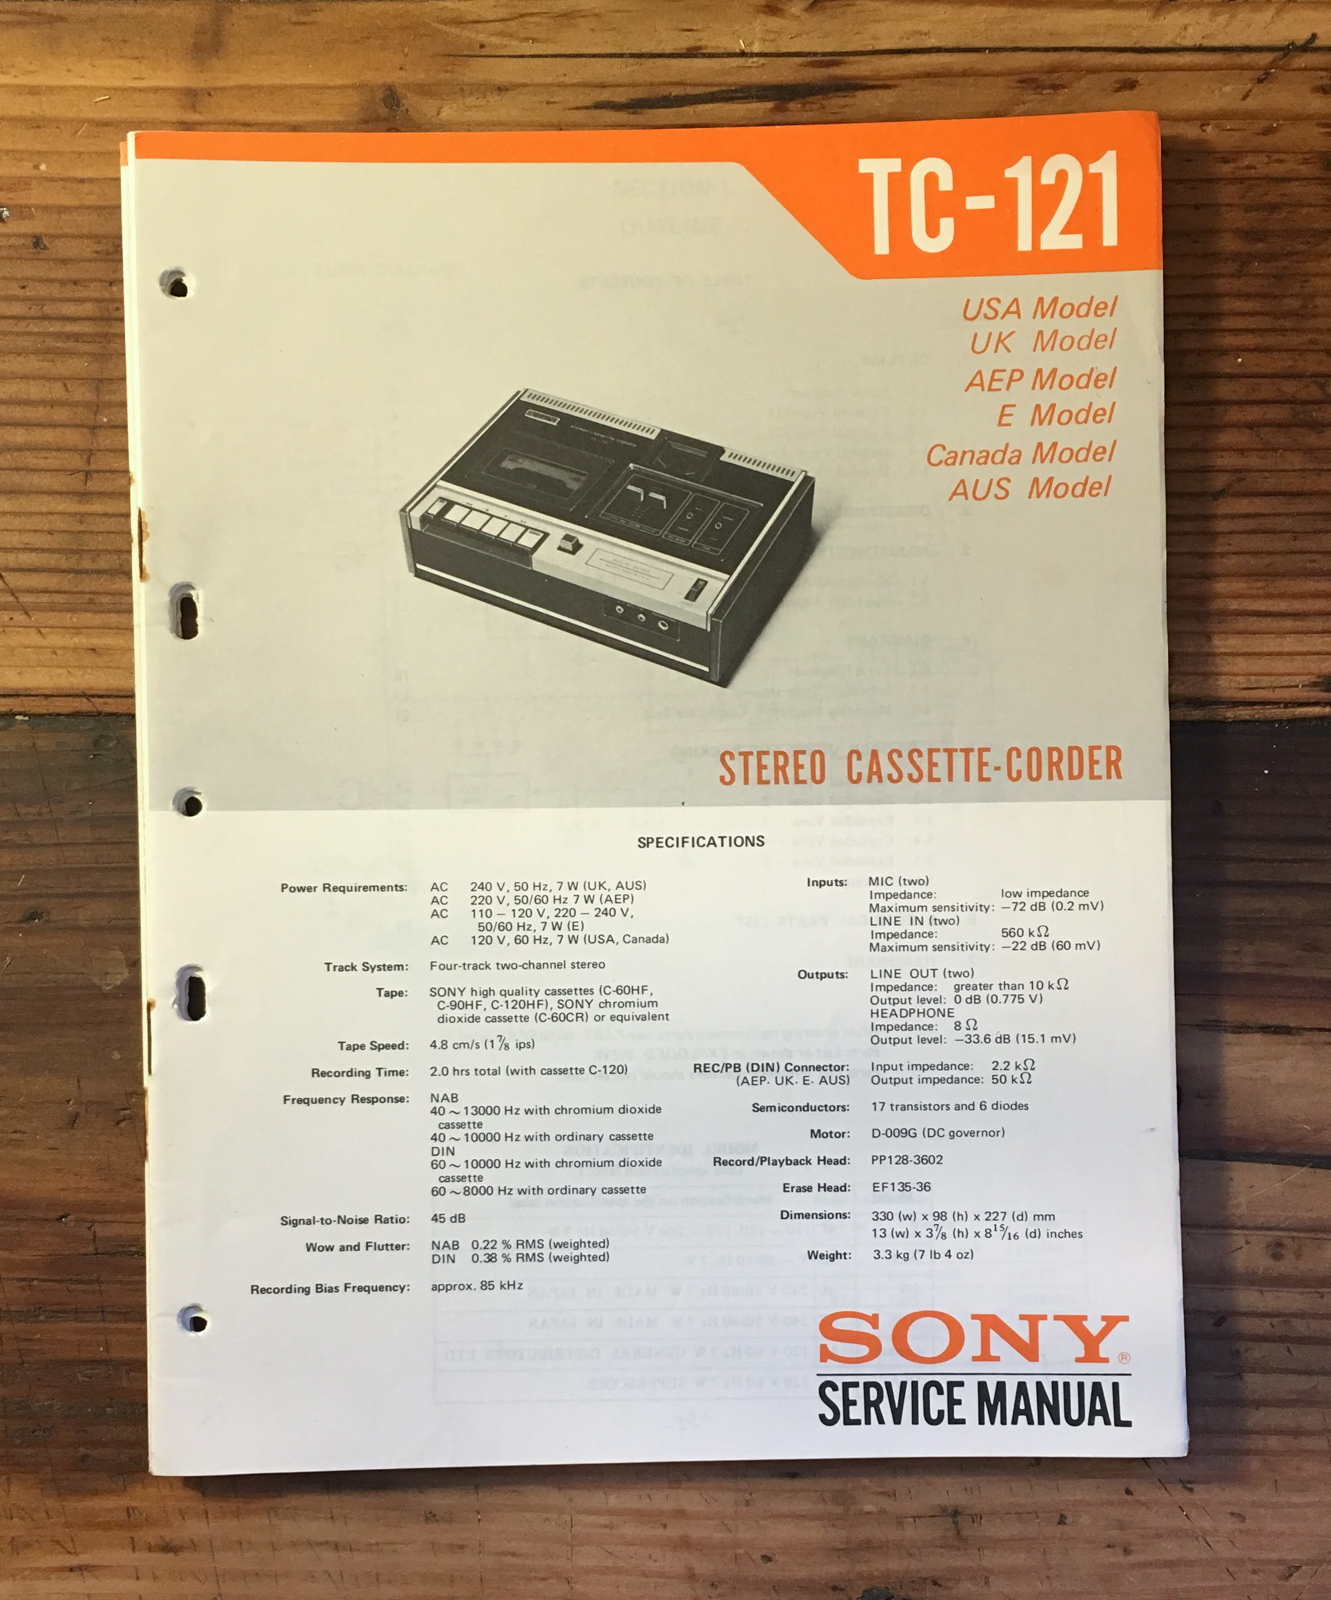 TC-121
USA Model
UK Model
AEP Model
E Model
Canada Model
AUS Model
STEREO CASSETTE-CORDER
SPECIFICATIONS
Power Requirements: AC 240 V, 50 Hz, 7 W (UK, AUS)
AC 220 V, 50/60 Hz 7 W (AEP)
AC 110 – 120 V, 220 – 240 V,
50/60 Hz, 7 W (E)
AC 120 V, 60 Hz, 7 W (USA, Canada)
Track System: Four-track two-channel stereo
Tape: SONY high quality cassettes (C-60HF,
C-90HF, C-120HF), SONY chromium
dioxide cassette (C-60CR) or equivalent
Tape Speed: 4.8 cm/s (1 7/8 ips)
Recording Time: 2.0 hrs total (with cassette C-120)
Frequency Response: NAB
40 ~ 13000 Hz with chromium dioxide
cassette
40 ~ 10000 Hz with ordinary cassette
DIN
60 ~ 10000 Hz with chromium dioxide
cassette
60 ~ 8000 Hz with ordinary cassette
Signal-to-Noise Ratio: 45 dB
Wow and Flutter: NAB 0.22 % RMS (weighted)
DIN 0.38 % RMS (weighted)
Recording Bias Frequency: approx. 85 kHz
Inputs: MIC (two)
Impedance: low impedance
Maximum sensitivity: –72 dB (0.2 mV)
LINE IN (two)
Impedance: 560 kΩ
Maximum sensitivity: –22 dB (60 mV)
Outputs: LINE OUT (two)
Impedance: greater than 10 kΩ
Output level: 0 dB (0.775 V)
HEADPHONE
Impedance: 8 Ω
Output level: –33.6 dB (15.1 mV)
REC/PB (DIN) Connector: Input impedance: 2.2 kΩ
(AEP. UK. E. AUS) Output impedance: 50 kΩ
Semiconductors: 17 transistors and 6 diodes
Motor: D-009G (DC governor)
Record/Playback Head: PP128-3602
Erase Head: EF135-36
Dimensions: 330 (w) x 98 (h) x 227 (d) mm
13 (w) x 3 7/8 (h) x 8 15/16 (d) inches
Weight: 3.3 kg (7 lb 4 oz)
SONY®
SERVICE MANUAL